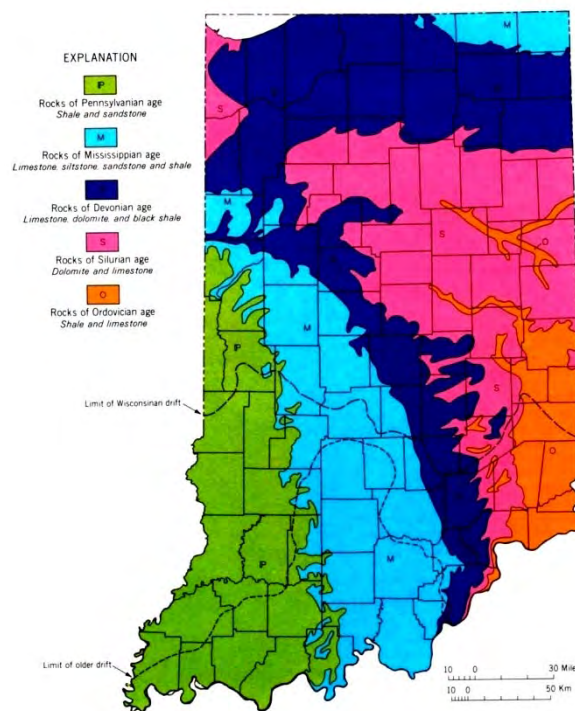 EXPLANATION
IP
Rocks of Pennsylvanian age
Shale and sandstone
M
Rocks of Mississippian age
Limestone, siltstone, sandstone and shale
Rocks of Devonian age
Limestone, dolomite, and black shale
S
Rocks of Silurian age
Dolomite and limestone
O
Rocks of Ordovician age
Shale and limestone
M
S
M
S
O
M
IP
Limit of Wisconsinan drift
S
O
IP
M
Limit of older drift
10 0 30 Mile
10 0 50 Km